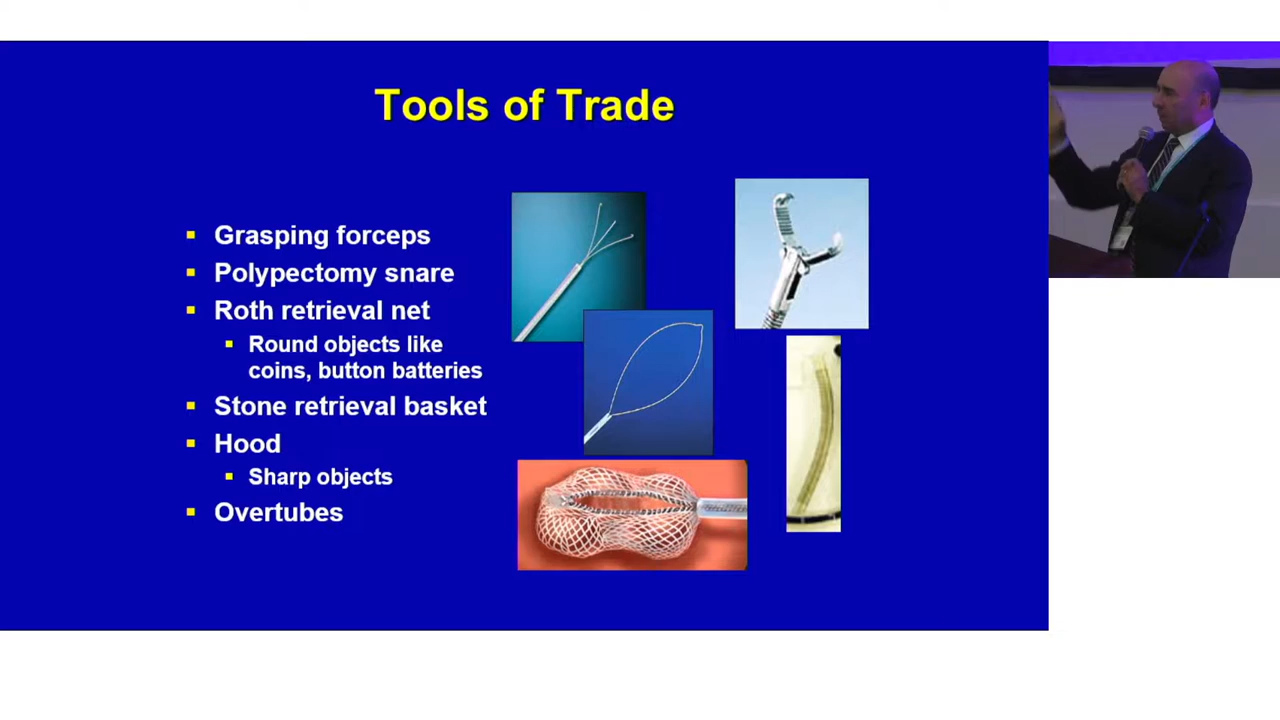 Tools of Trade
Grasping forceps
Polypectomy snare
Roth retrieval net
Round objects like
coins, button batteries
Stone retrieval basket
Hood
Sharp objects
Overtubes